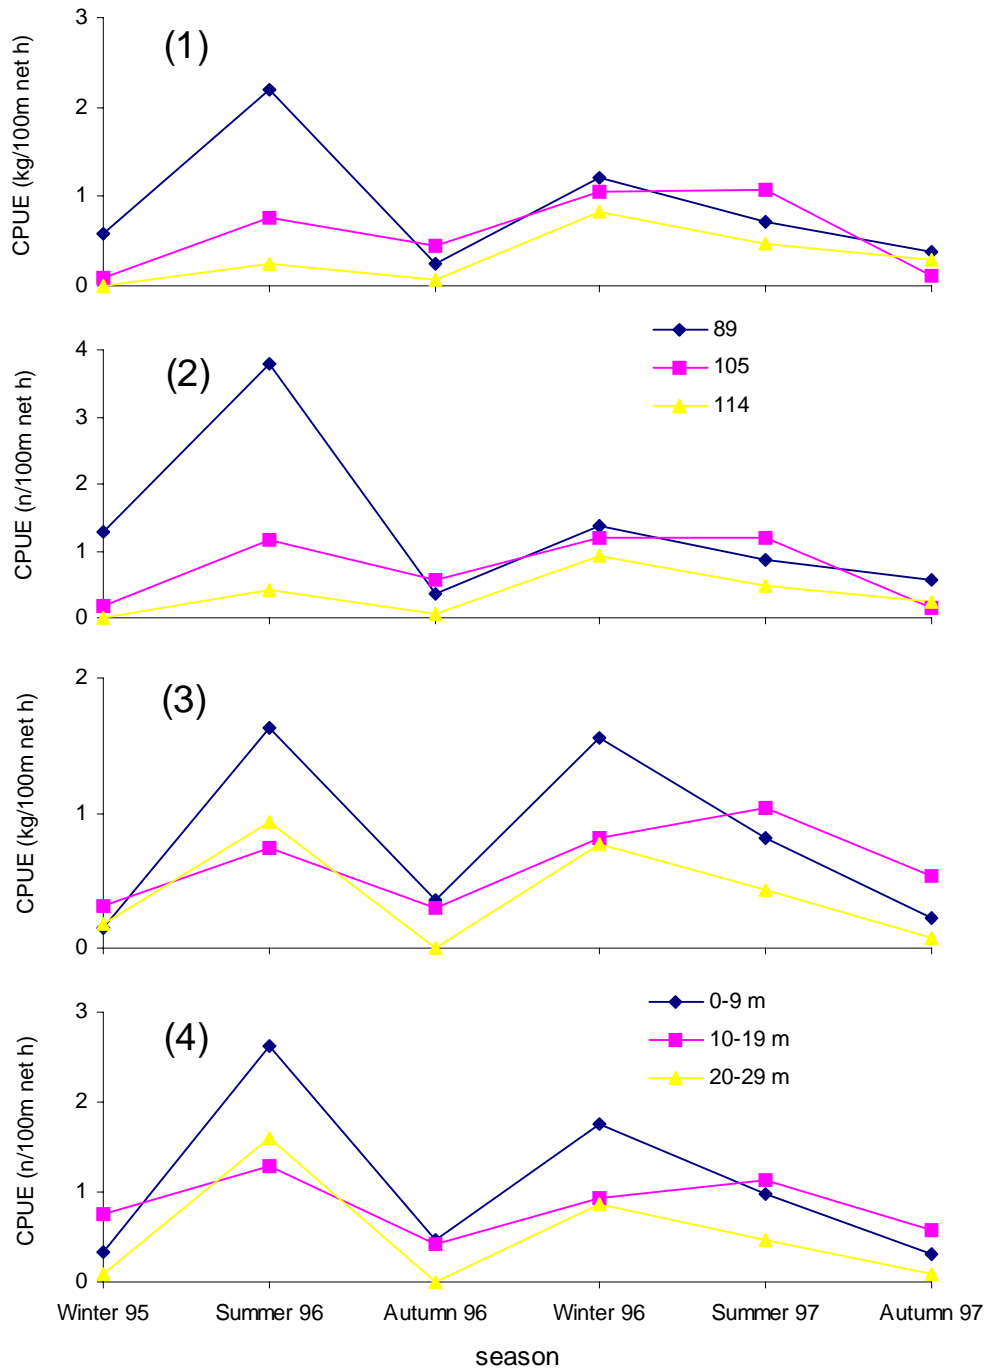 3
(1)
2
1
0
CPUE (kg/100m net h)
89
105
114
4
(2)
3
2
1
0
CPUE (n/100m net h)
2
(3)
1
0
CPUE (kg/100m net h)
0-9 m
10-19 m
20-29 m
3
(4)
2
1
0
CPUE (n/100m net h)
Winter 95 Summer 96 Autumn 96 Winter 96 Summer 97 Autumn 97
season